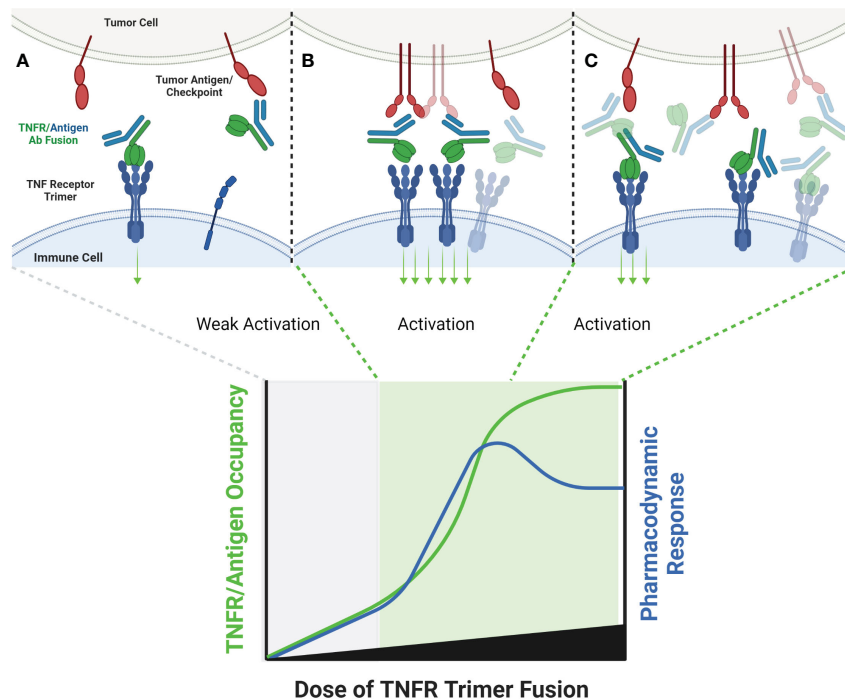 Tumor Cell
A
B
C
Tumor Antigen/
Checkpoint
TNFR/Antigen
Ab Fusion
TNF Receptor
Trimer
Immune Cell
Weak Activation
Activation
Activation
TNFR/Antigen Occupancy
Pharmacodynamic
Response
Dose of TNFR Trimer Fusion